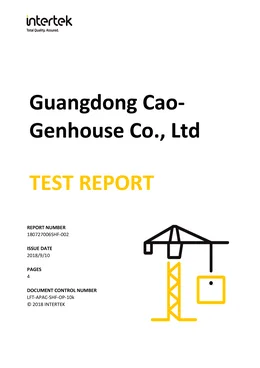 intertek
Total Quality. Assured.
Guangdong Cao-
Genhouse Co., Ltd
TEST REPORT
REPORT NUMBER
180727006SHF-002
ISSUE DATE
2018/9/10
PAGES
4
DOCUMENT CONTROL NUMBER
LFT-APAC-SHF-OP-10k
© 2018 INTERTEK